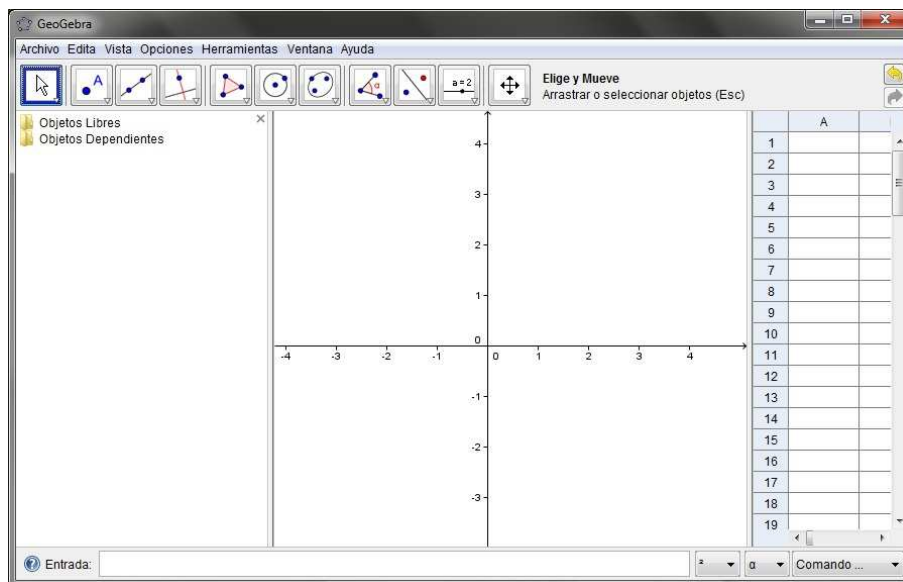 GeoGebra
Archivo Edita Vista Opciones Herramientas Ventana Ayuda
A
α
a=2
Elige y Mueve
Arrastrar o seleccionar objetos (Esc)
Objetos Libres
Objetos Dependientes
4
3
2
1
0
-4 -3 -2 -1 0 1 2 3 4
-1
-2
-3
A
1
2
3
4
5
6
7
8
9
10
11
12
13
14
15
16
17
18
19
Entrada: ² α Comando ...